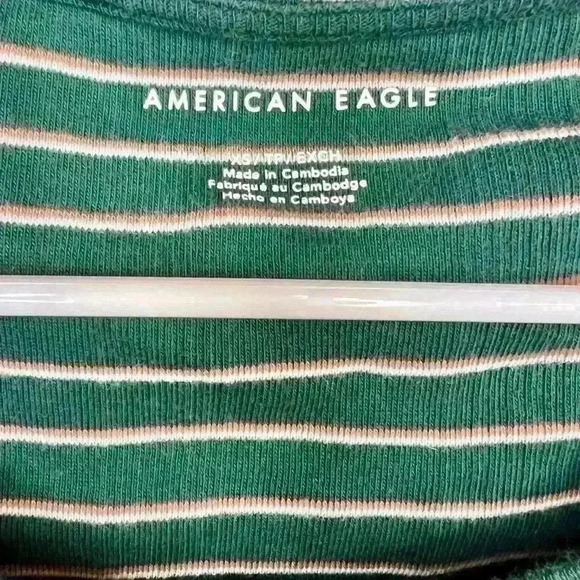 AMERICAN EAGLE
XS/TP/EXCH
Made in Cambodia
Fabriqué au Cambodge
Hecho en Camboya